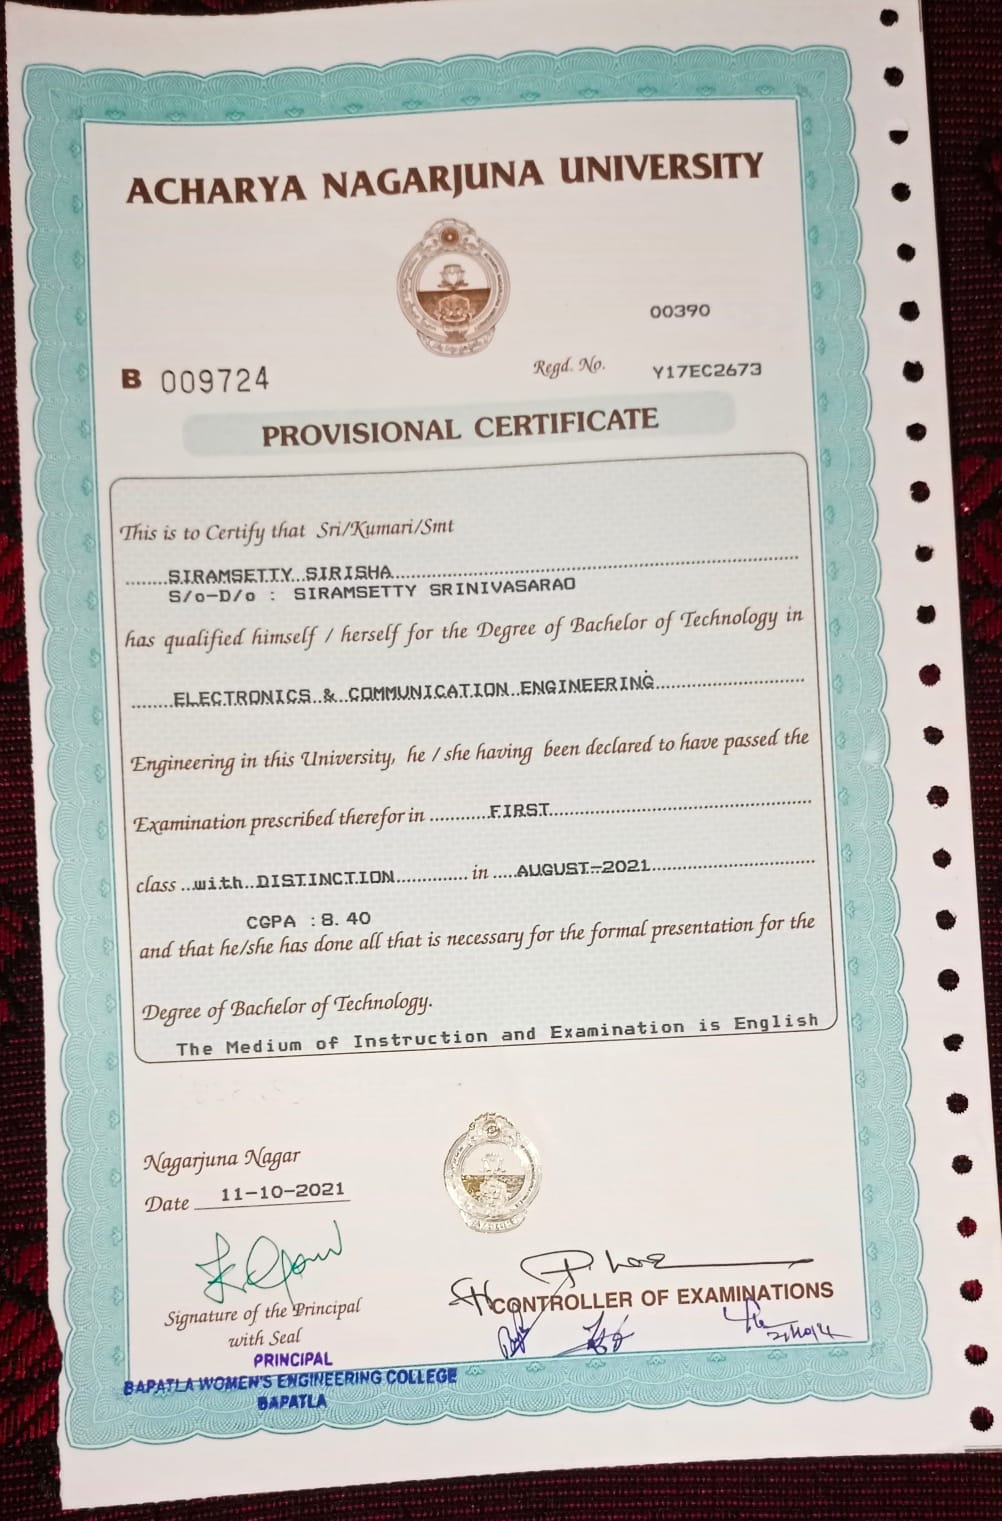 ACHARYA NAGARJUNA UNIVERSITY
00390
B 009724
Regd. No. Y17EC2673
PROVISIONAL CERTIFICATE
This is to Certify that Sri/Kumari/Smt
SIRAMSETTY SIRISHA
S/o-D/o : SIRAMSETTY SRINIVASARAO
has qualified himself / herself for the Degree of Bachelor of Technology in
ELECTRONICS & COMMUNICATION ENGINEERING
Engineering in this University, he / she having been declared to have passed the
Examination prescribed therefor in FIRST
class with DISTINCTION in AUGUST-2021
CGPA :8.40
and that he/she has done all that is necessary for the formal presentation for the
Degree of Bachelor of Technology.
The Medium of Instruction and Examination is English
Nagarjuna Nagar
Date 11-10-2021
Signature of the Principal
with Seal
CONTROLLER OF EXAMINATIONS
PRINCIPAL
BAPATLA WOMEN'S ENGINEERING COLLEGE
BAPATLA